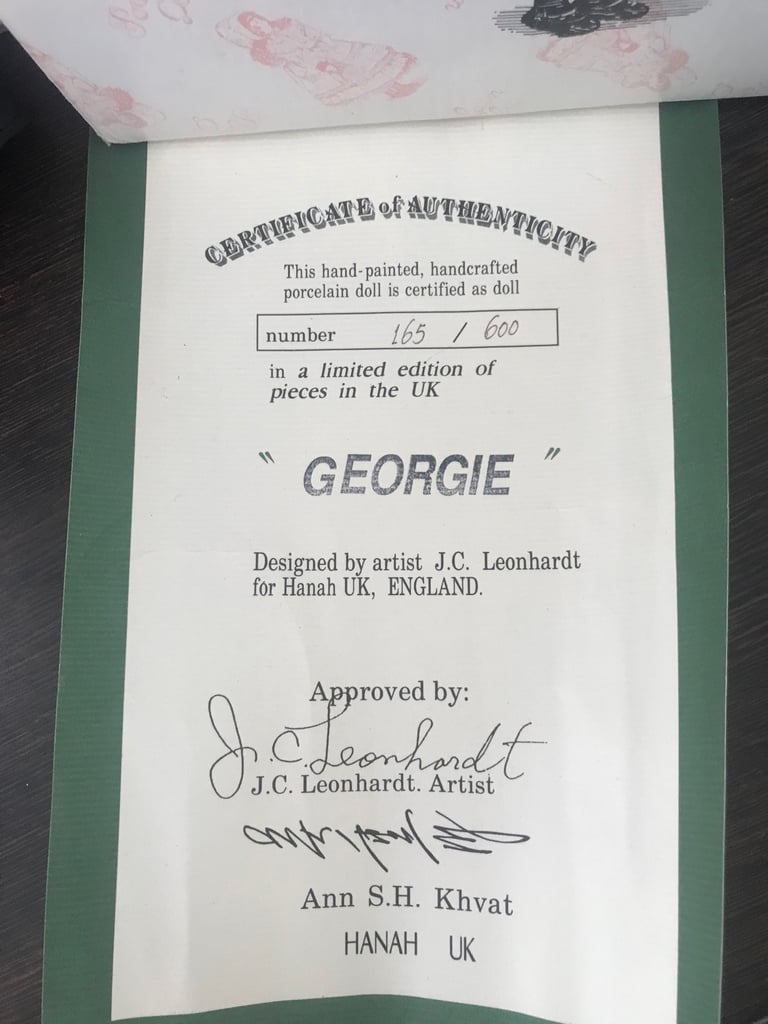 CERTIFICATE of AUTHENTICITY
This hand-painted, handcrafted
porcelain doll is certified as doll
number 165 / 600
in a limited edition of
pieces in the UK
" GEORGIE "
Designed by artist J.C. Leonhardt
for Hanah UK, ENGLAND.
Approved by:
J.C. Leonhardt
J.C. Leonhardt. Artist
Ann S.H. Khvat
HANAH UK